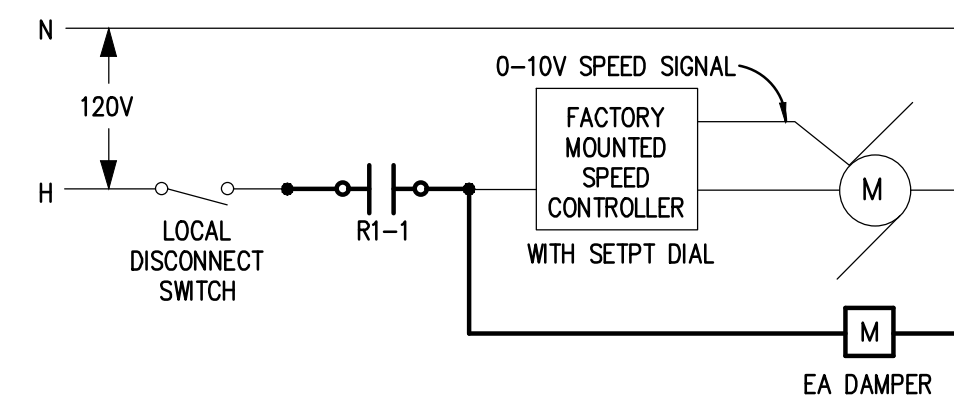 N
0-10V SPEED SIGNAL
120V
FACTORY
MOUNTED
SPEED
CONTROLLER
H
M
R1-1
LOCAL
DISCONNECT
SWITCH
WITH SETPT DIAL
M
EA DAMPER